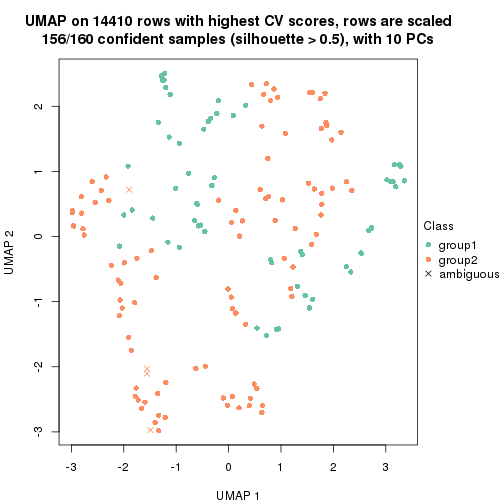 UMAP on 14410 rows with highest CV scores, rows are scaled
156/160 confident samples (silhouette > 0.5), with 10 PCs
UMAP 2
2
1
0
-1
-2
-3
-3
-2
-1
0
1
2
3
UMAP 1
Class
group1
group2
ambiguous